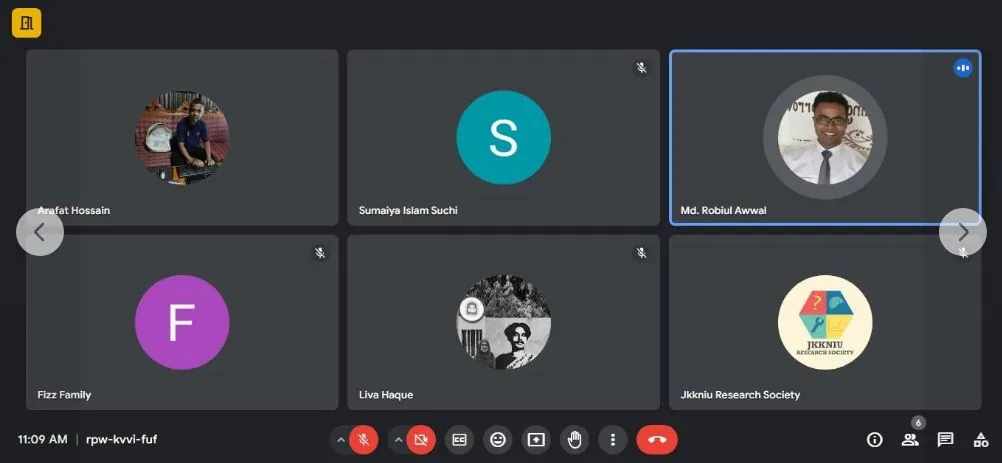 Arafat Hossain
S
Sumaiya Islam Suchi
Md. Robiul Awwal
F
Fizz Family
Liva Haque
?
JKKNIU
RESEARCH SOCIETY
Jkkniu Research Society
11:09 AM | rpw-kvvi-fuf
CC
6